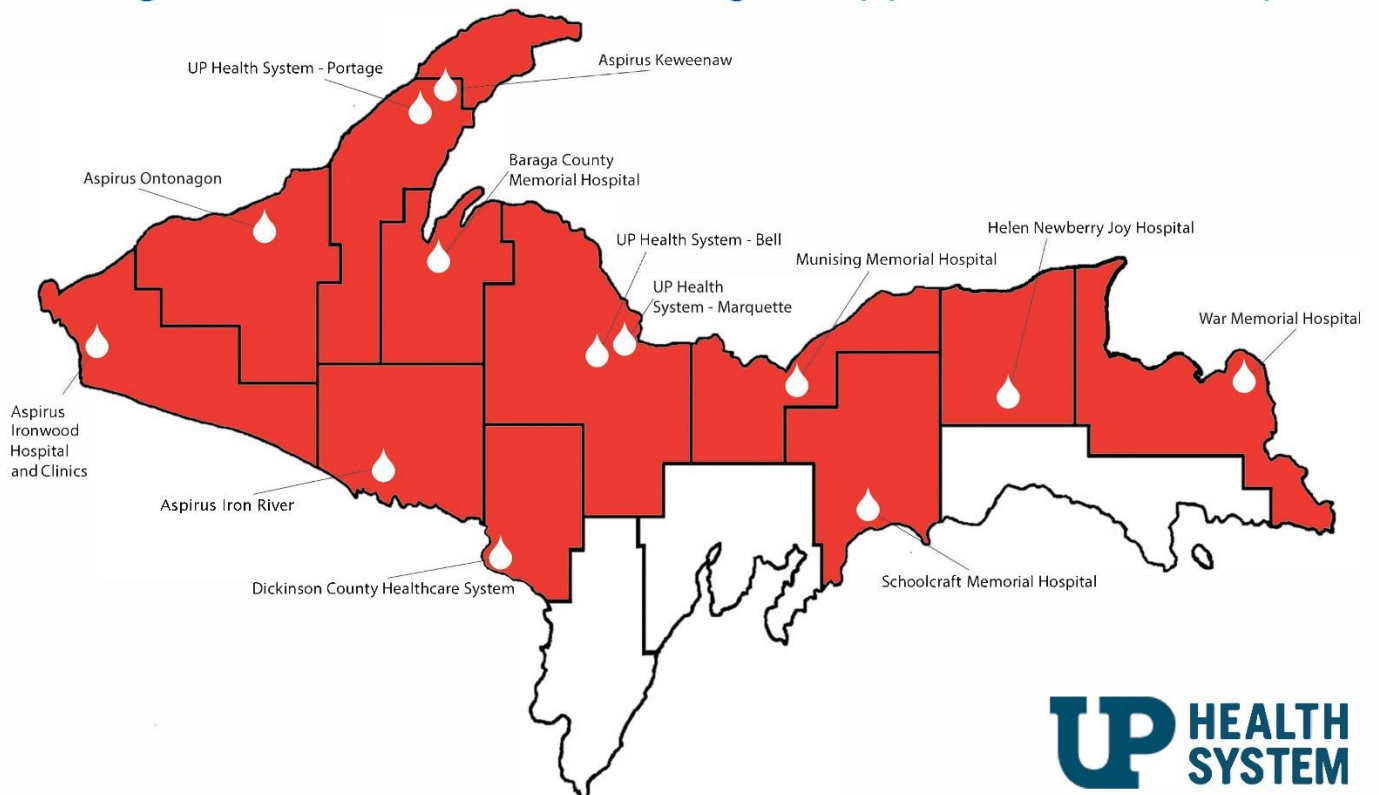 UP Health System - Portage
Aspirus Keweenaw
Baraga County
Memorial Hospital
Aspirus Ontonagon
UP Health System - Bell
Helen Newberry Joy Hospital
Munising Memorial Hospital
UP Health
System - Marquette
War Memorial Hospital
Aspirus
Ironwood
Hospital
and Clinics
Aspirus Iron River
Dickinson County Healthcare System
Schoolcraft Memorial Hospital
UP HEALTH
SYSTEM